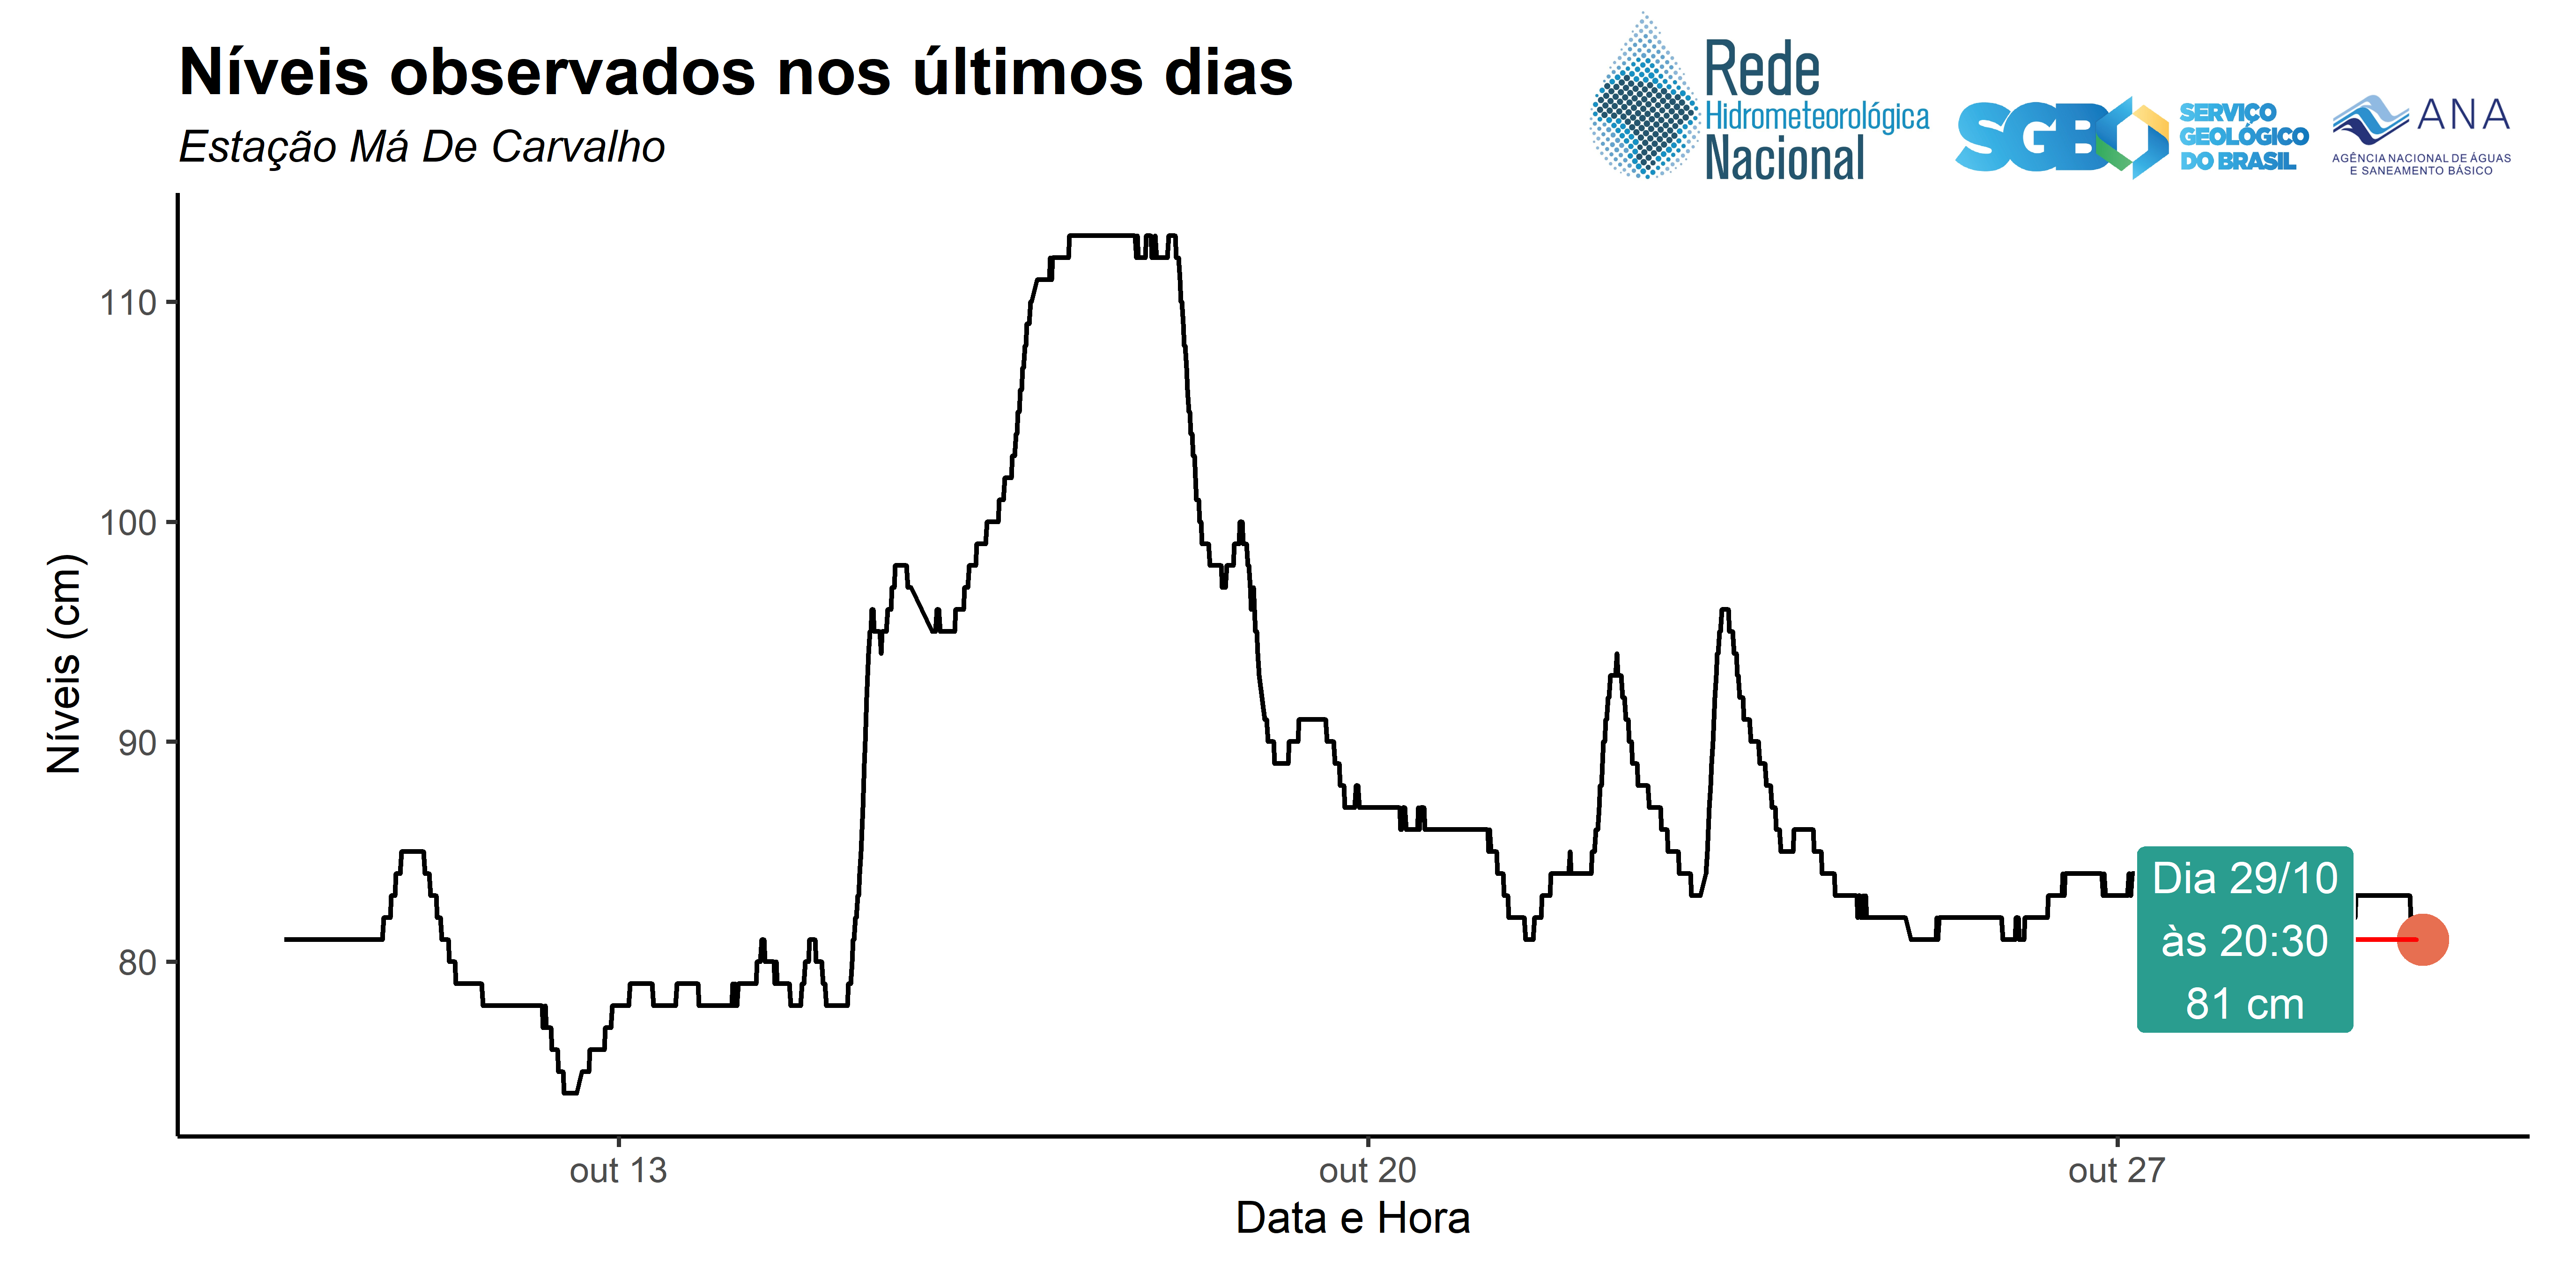 Níveis observados nos últimos dias
Estação Má De Carvalho
Rede
Hidrometeorológica
Nacional
SGB
SERVIÇO
GEOLÓGICO
DO BRASIL
ANA
AGÊNCIA NACIONAL DE ÁGUAS
E SANEAMENTO BÁSICO
Níveis (cm)
110
100
90
80
Dia 29/10
às 20:30
81 cm
out 13
out 20
out 27
Data e Hora